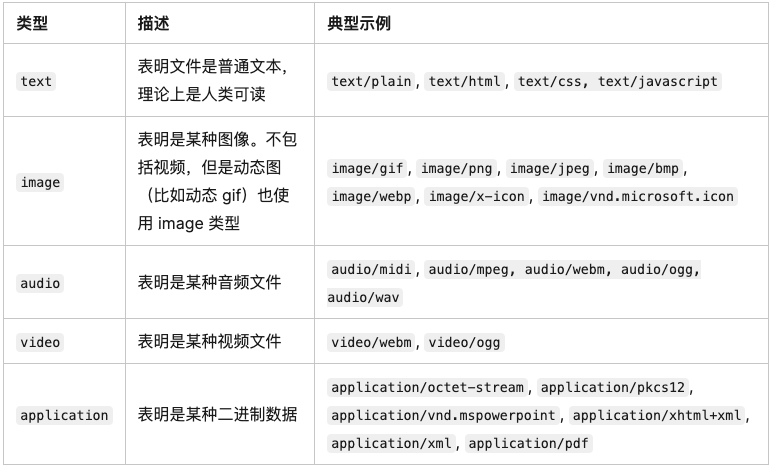 类型 描述 典型示例
text
表明文件是普通文本，
理论上是人类可读
text/plain, text/html, text/css, text/javascript
image
表明是某种图像。不包
括视频，但是动态图
（比如动态 gif）也使
用 image 类型
image/gif, image/png, image/jpeg, image/bmp,
image/webp, image/x-icon, image/vnd.microsoft.icon
audio
表明是某种音频文件
audio/midi, audio/mpeg, audio/webm, audio/ogg,
audio/wav
video
表明是某种视频文件
video/webm, video/ogg
application
表明是某种二进制数据
application/octet-stream, application/pkcs12,
application/vnd.mspowerpoint, application/xhtml+xml,
application/xml, application/pdf